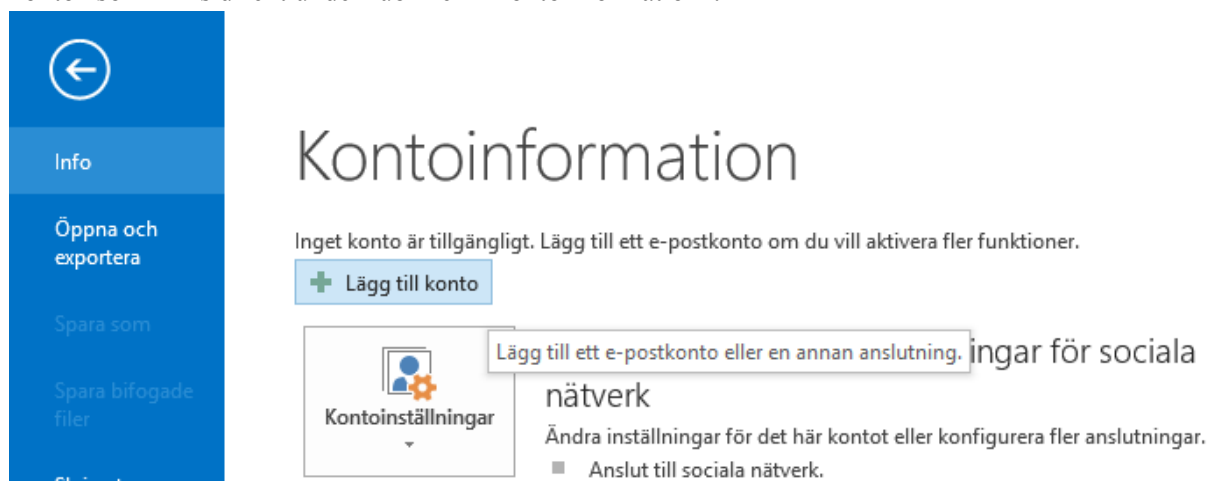 Info
Öppna och
exportera
Spara som
Spara bifogade
filer
Kontoinformation
Inget konto är tillgängligt. Lägg till ett e-postkonto om du vill aktivera fler funktioner.
Lägg till konto
Lägg till ett e-postkonto eller en annan anslutning.
ingar för sociala
nätverk
Kontoinställningar
Ändra inställningar för det här kontot eller konfigurera fler anslutningar.
Anslut till sociala nätverk.